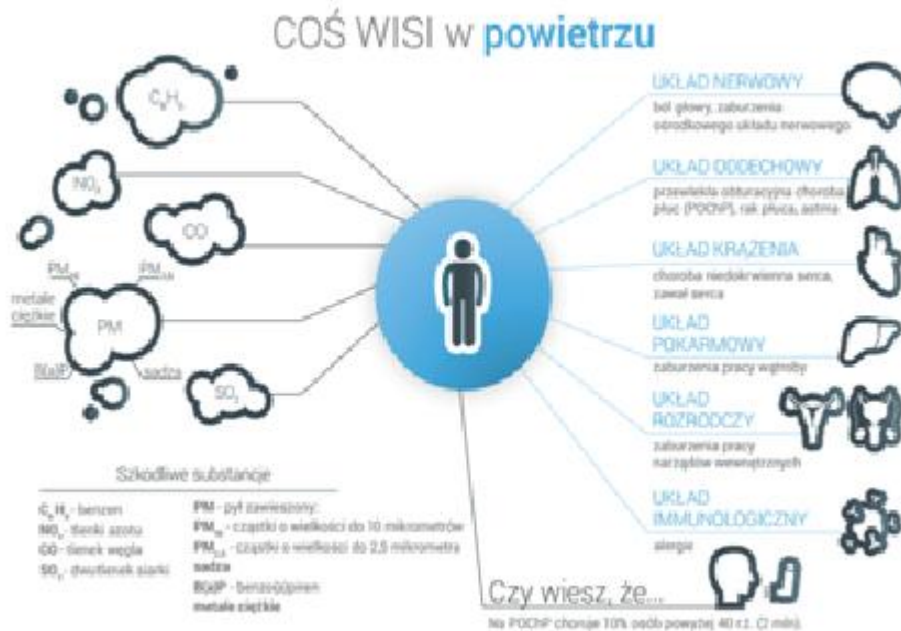 COŚ WISI w powietrzu
C₆H₆
NOₓ
CO
PM₁₀
PM₂,₅
metale
ciężkie
PM
B(a)P
sadza
SO₂
UKŁAD NERWOWY
ból głowy, zaburzenia
ośrodkowego układu nerwowego
UKŁAD ODDECHOWY
przewlekła obturacyjna choroba
płuc (POChP), rak płuca, astma
UKŁAD KRĄŻENIA
choroba niedokrwienna serca,
zawał serca
UKŁAD
POKARMOWY
zaburzenia pracy wątroby
UKŁAD
ROZRODCZY
zaburzenia pracy
narządów wewnętrznych
UKŁAD
IMMUNOLOGICZNY
alergie
Szkodliwe substancje
C₆H₆ - benzen
NOₓ - tlenki azotu
CO - tlenek węgla
SO₂ - dwutlenek siarki
PM - pył zawieszony:
PM₁₀ - cząstki o wielkości do 10 mikrometrów
PM₂,₅ - cząstki o wielkości do 2,5 mikrometra
sadza
B(a)P - benzo(a)piren
metale ciężkie
Czy wiesz, że...
Na POChP choruje 10% osób powyżej 40 r.ż. (2 mln).